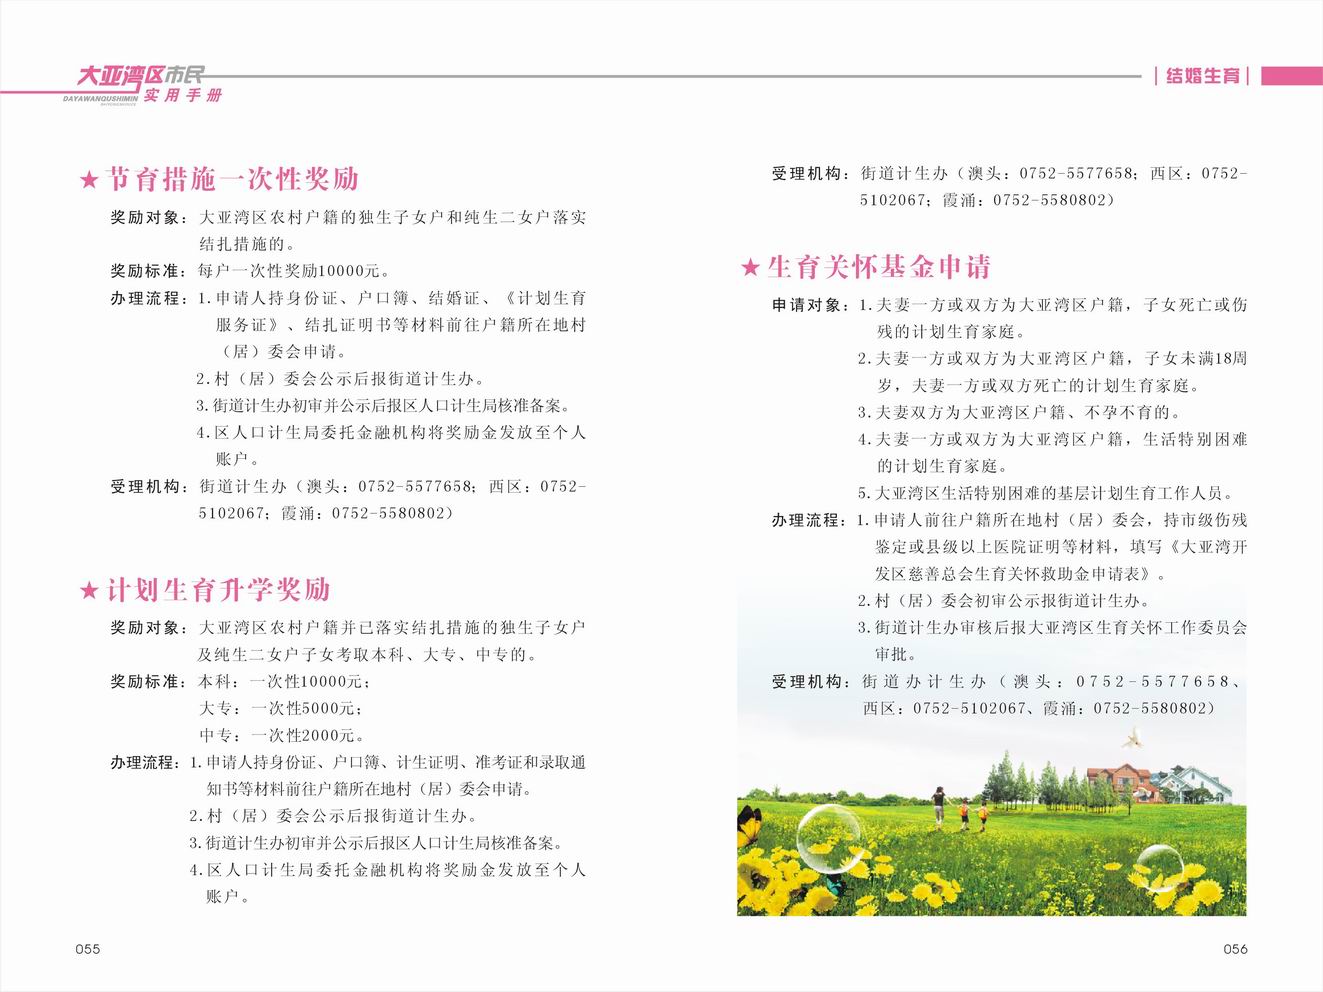 大亚湾区市民
DAYAWANQUSHIMIN
实用手册
结婚生育
★节育措施一次性奖励
奖励对象：大亚湾区农村户籍的独生子女户和纯生二女户落实
结扎措施的。
奖励标准：每户一次性奖励10000元。
办理流程：1.申请人持身份证、户口簿、结婚证、《计划生育
服务证》、结扎证明书等材料前往户籍所在地村
（居）委会申请。
2.村（居）委会公示后报街道计生办。
3.街道计生办初审并公示后报区人口计生局核准备案。
4.区人口计生局委托金融机构将奖励金发放至个人
账户。
受理机构：街道计生办（澳头：0752-5577658；西区：0752-
5102067；霞涌：0752-5580802）
★计划生育升学奖励
奖励对象：大亚湾区农村户籍并已落实结扎措施的独生子女户
及纯生二女户子女考取本科、大专、中专的。
奖励标准：本科：一次性10000元；
大专：一次性5000元；
中专：一次性2000元。
办理流程：1.申请人持身份证、户口簿、计生证明、准考证和录取通
知书等材料前往户籍所在地村（居）委会申请。
2.村（居）委会公示后报街道计生办。
3.街道计生办初审并公示后报区人口计生局核准备案。
4.区人口计生局委托金融机构将奖励金发放至个人
账户。
055
受理机构：街道计生办（澳头：0752-5577658；西区：0752-
5102067；霞涌：0752-5580802）
★生育关怀基金申请
申请对象：1.夫妻一方或双方为大亚湾区户籍，子女死亡或伤
残的计划生育家庭。
2.夫妻一方或双方为大亚湾区户籍，子女未满18周
岁，夫妻一方或双方死亡的计划生育家庭。
3.夫妻双方为大亚湾区户籍、不孕不育的。
4.夫妻一方或双方为大亚湾区户籍，生活特别困难
的计划生育家庭。
5.大亚湾区生活特别困难的基层计划生育工作人员。
办理流程：1.申请人前往户籍所在地村（居）委会，持市级伤残
鉴定或县级以上医院证明等材料，填写《大亚湾开
发区慈善总会生育关怀救助金申请表》。
2.村（居）委会初审公示报街道计生办。
3.街道计生办审核后报大亚湾区生育关怀工作委员会
审批。
受理机构：街道办计生办（澳头：0752-5577658、
西区：0752-5102067、霞涌：0752-5580802）
056